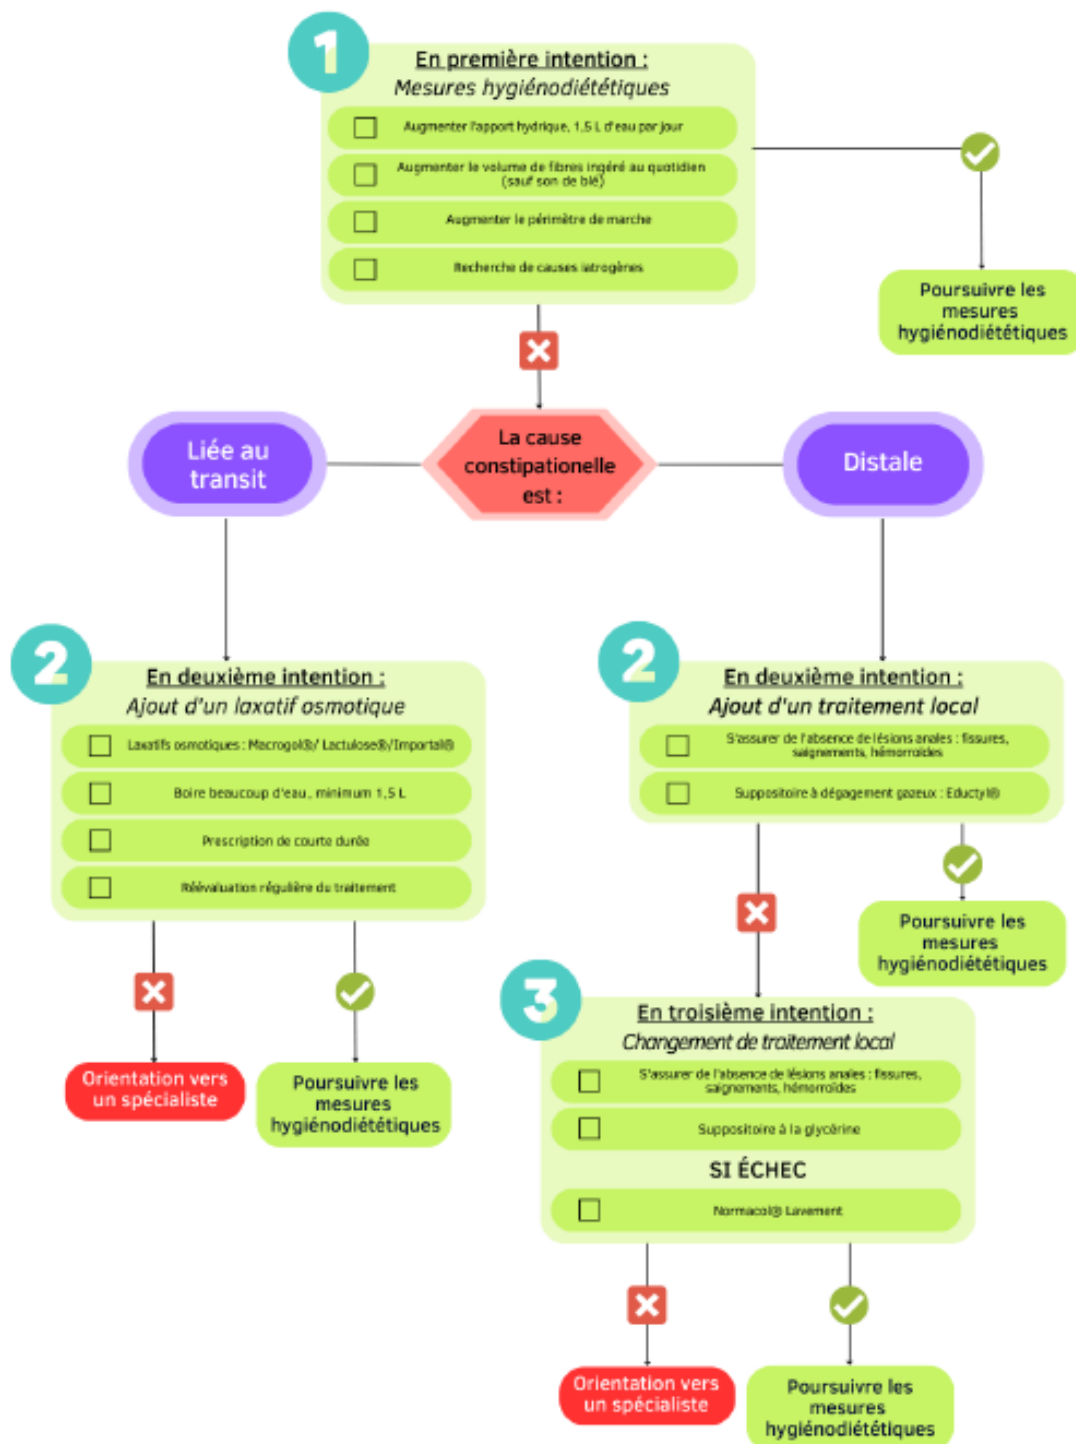 1
En première intention :
Mesures hygiénodiététiques
Augmenter l'apport hydrique, 1,5 L d'eau par jour
Augmenter le volume de fibres ingéré au quotidien
(sauf son de blé)
Augmenter le périmètre de marche
Recherche de causes iatrogènes
Poursuivre les
mesures
hygiénodiététiques
La cause
constipationelle
est :
Liée au
transit
Distale
2
En deuxième intention :
Ajout d'un laxatif osmotique
Laxatifs osmotiques : Macrogol®/ Lactulose®/Importal®
Boire beaucoup d'eau, minimum 1,5 L
Prescription de courte durée
Réévaluation régulière du traitement
Orientation vers
un spécialiste
Poursuivre les
mesures
hygiénodiététiques
2
En deuxième intention :
Ajout d'un traitement local
S'assurer de l'absence de lésions anales : fissures,
saignements, hémorroïdes
Suppositoire à dégagement gazeux : Eductyl®
Poursuivre les
mesures
hygiénodiététiques
3
En troisième intention :
Changement de traitement local
S'assurer de l'absence de lésions anales : fissures,
saignements, hémorroïdes
Suppositoire à la glycérine
SI ÉCHEC
Normacol® Lavement
Orientation vers
un spécialiste
Poursuivre les
mesures
hygiénodiététiques